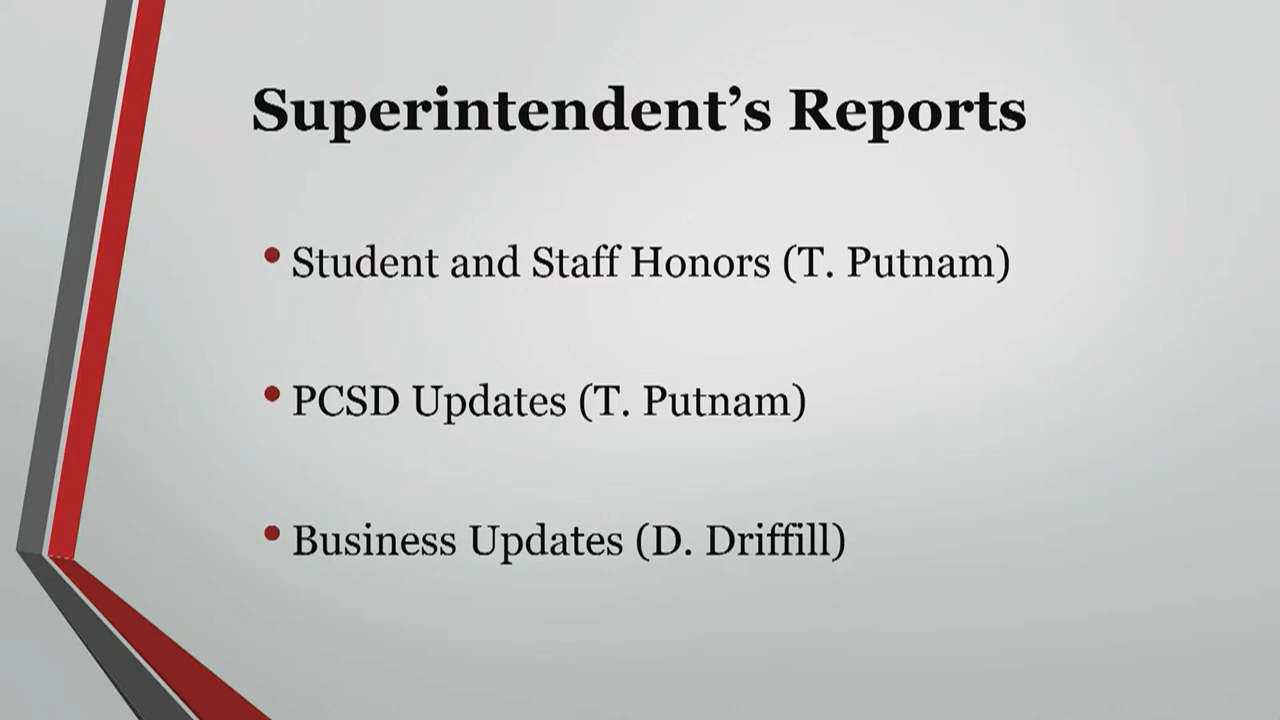 Superintendent’s Reports
• Student and Staff Honors (T. Putnam)
• PCSD Updates (T. Putnam)
• Business Updates (D. Driffill)